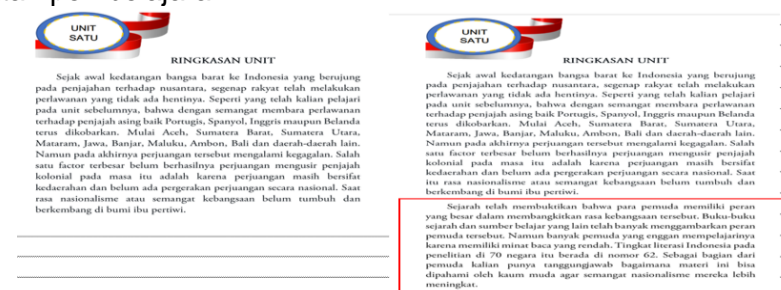 UNIT
SATU
RINGKASAN UNIT
Sejak awal kedatangan bangsa barat ke Indonesia yang berujung
pada penjajahan terhadap nusantara, segenap rakyat telah melakukan
perlawanan yang tidak ada hentinya. Seperti yang telah kalian pelajari
pada unit sebelumnya, bahwa dengan semangat membara perlawanan
terhadap penjajah asing baik Portugis, Spanyol, Inggris maupun Belanda
terus dikobarkan. Mulai Aceh, Sumatera Barat, Sumatera Utara,
Mataram, Jawa, Banjar, Maluku, Ambon, Bali dan daerah-daerah lain.
Namun pada akhirnya perjuangan tersebut mengalami kegagalan. Salah
satu factor terbesar belum berhasilnya perjuangan mengusir penjajah
kolonial pada masa itu adalah karena perjuangan masih bersifat
kedaerahan dan belum ada pergerakan perjuangan secara nasional. Saat
rasa nasionalisme atau semangat kebangsaan belum tumbuh dan
berkembang di bumi ibu pertiwi.
UNIT
SATU
RINGKASAN UNIT
Sejak awal kedatangan bangsa barat ke Indonesia yang berujung
pada penjajahan terhadap nusantara, segenap rakyat telah melakukan
perlawanan yang tidak ada hentinya. Seperti yang telah kalian pelajari
pada unit sebelumnya, bahwa dengan semangat membara perlawanan
terhadap penjajah asing baik Portugis, Spanyol, Inggris maupun Belanda
terus dikobarkan. Mulai Aceh, Sumatera Barat, Sumatera Utara,
Mataram, Jawa, Banjar, Maluku, Ambon, Bali dan daerah-daerah lain.
Namun pada akhirnya perjuangan tersebut mengalami kegagalan. Salah
satu factor terbesar belum berhasilnya perjuangan mengusir penjajah
kolonial pada masa itu adalah karena perjuangan masih bersifat
kedaerahan dan belum ada pergerakan perjuangan secara nasional. Saat
itu rasa nasionalisme atau semangat kebangsaan belum tumbuh dan
berkembang di bumi ibu pertiwi.
Sejarah telah membuktikan bahwa para pemuda memiliki peran
yang besar dalam membangkitkan rasa kebangsaan tersebut. Buku-buku
sejarah dan sumber belajar yang lain telah banyak menggambarkan peran
pemuda tersebut. Namun banyak pemuda yang enggan mempelajarinya
karena memiliki minat baca yang rendah. Tingkat literasi Indonesia pada
penelitian di 70 negara itu berada di nomor 62. Sebagai bagian dari
pemuda kalian punya tanggungjawab bagaimana materi ini bisa
dipahami oleh kaum muda agar semangat nasionalisme mereka lebih
meningkat.